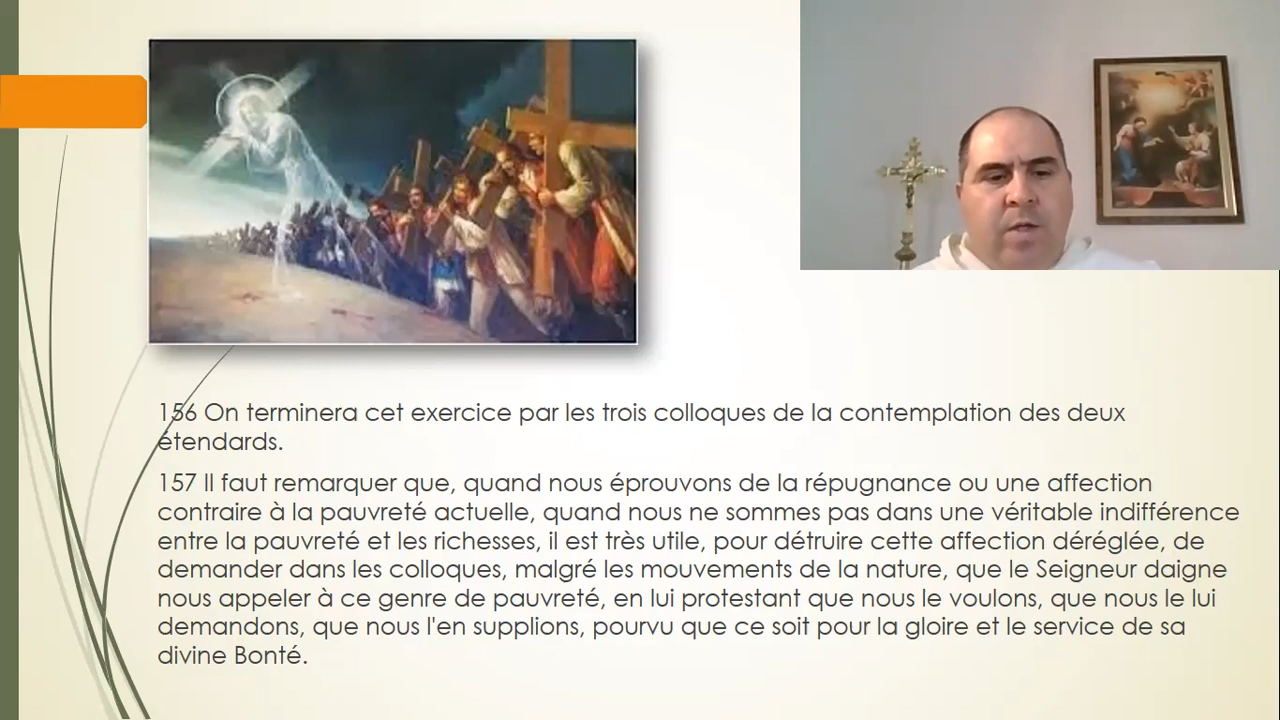 156 On terminera cet exercice par les trois colloques de la contemplation des deux
étendards.
157 Il faut remarquer que, quand nous éprouvons de la répugnance ou une affection
contraire à la pauvreté actuelle, quand nous ne sommes pas dans une véritable indifférence
entre la pauvreté et les richesses, il est très utile, pour détruire cette affection déréglée, de
demander dans les colloques, malgré les mouvements de la nature, que le Seigneur daigne
nous appeler à ce genre de pauvreté, en lui protestant que nous le voulons, que nous le lui
demandons, que nous l'en supplions, pourvu que ce soit pour la gloire et le service de sa
divine Bonté.